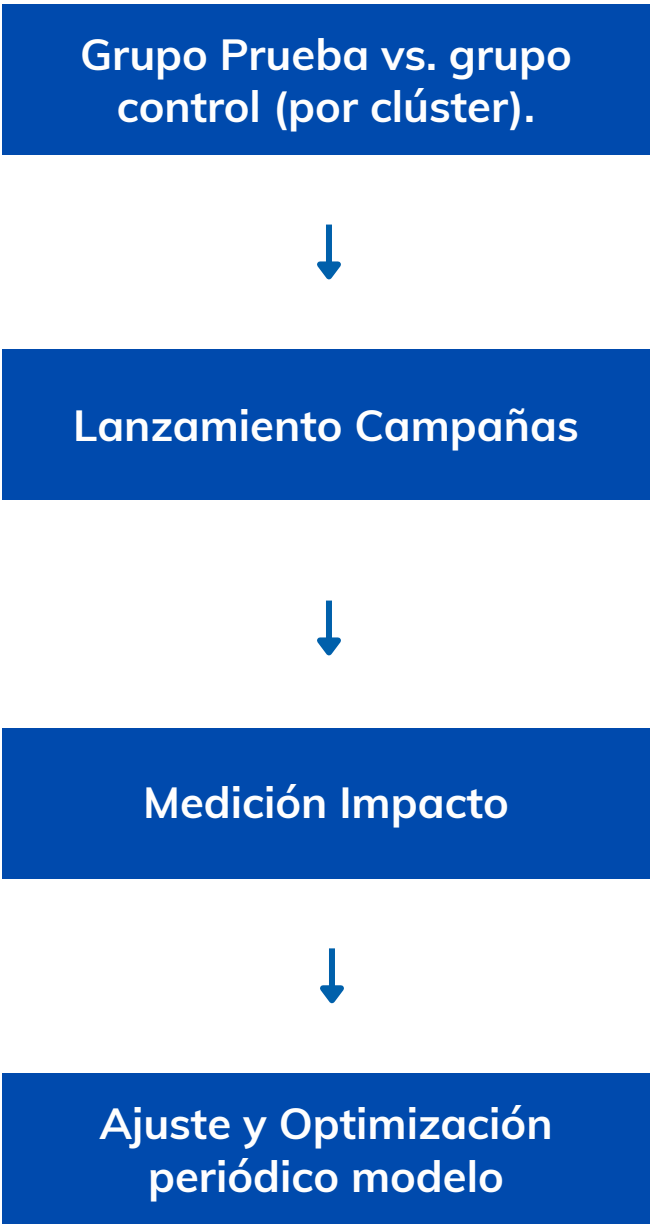 Grupo Prueba vs. grupo
control (por clúster).
Lanzamiento Campañas
Medición Impacto
Ajuste y Optimización
periódico modelo